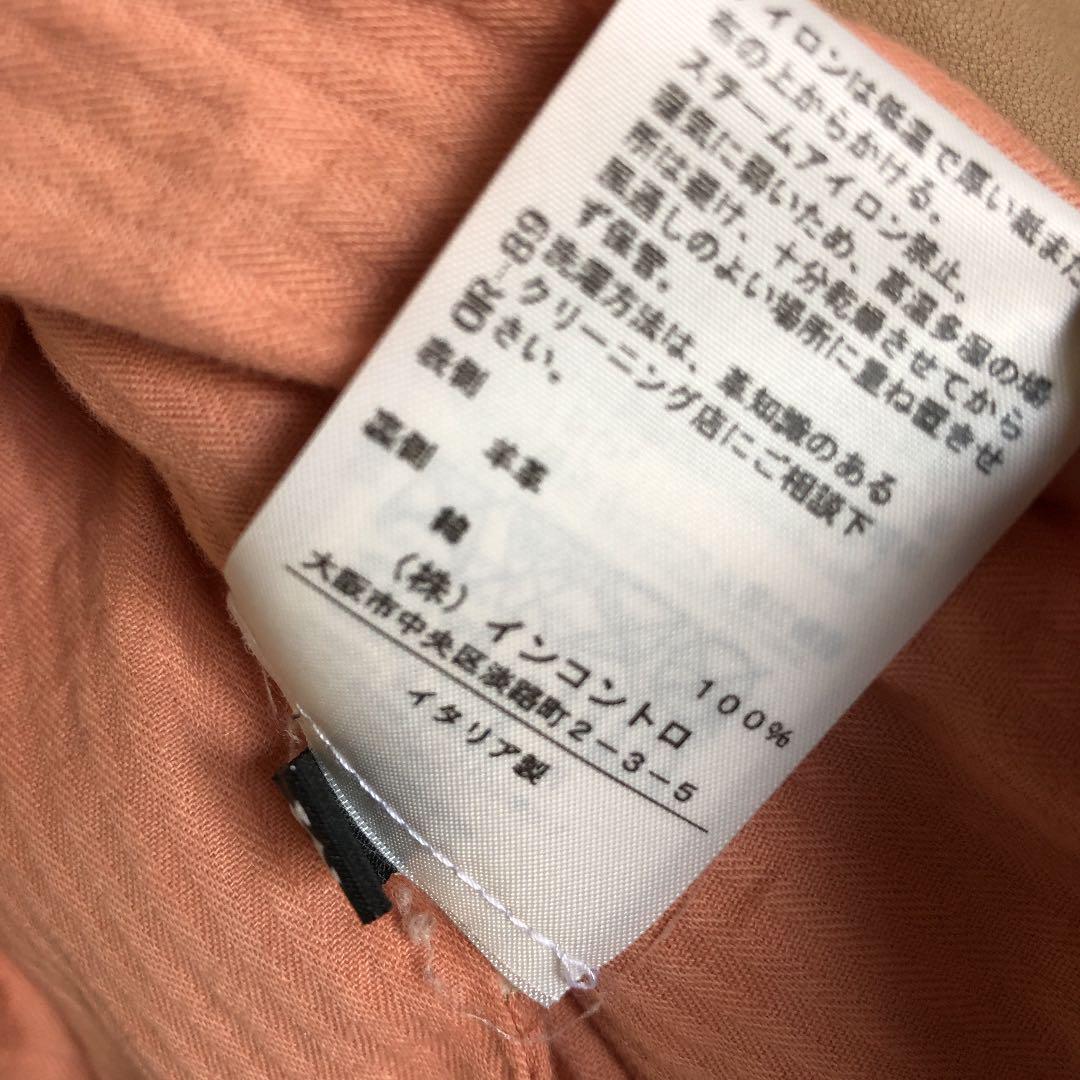 イロンは低温で厚い紙また
布の上からかける。
スチームアイロン禁止。
湿気に弱いため、高温多湿の場
所は避け、十分乾燥させてから
風通しのよい場所に重ね置きせ
ず保管。
洗濯方法は、革知識のある
クリーニング店にご相談下
さい。
表側 羊革
裏側 綿 100%
(株)インコントロ
大阪市中央区淡路町2-3-5
イタリア製